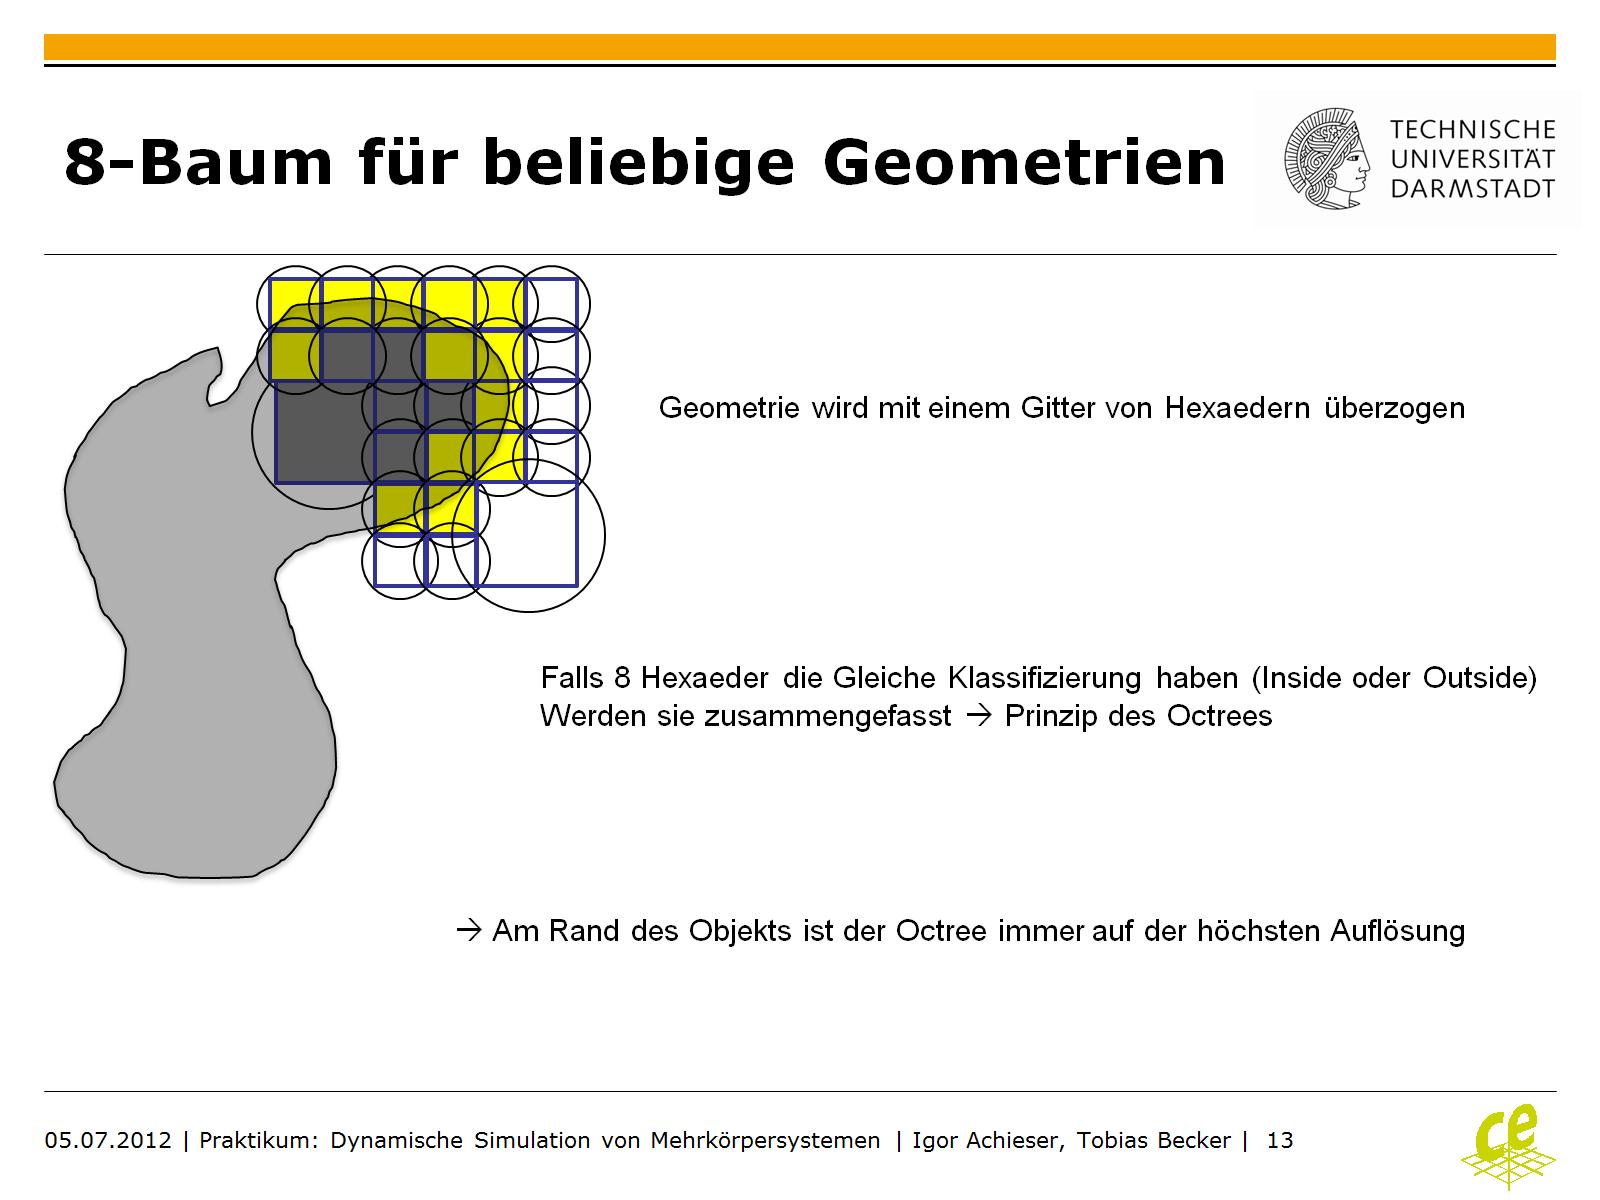 8-Baum für beliebige Geometrien
TECHNISCHE
UNIVERSITÄT
DARMSTADT
Geometrie wird mit einem Gitter von Hexaedern überzogen
Falls 8 Hexaeder die Gleiche Klassifizierung haben (Inside oder Outside)
Werden sie zusammengefasst → Prinzip des Octrees
→ Am Rand des Objekts ist der Octree immer auf der höchsten Auflösung
05.07.2012 | Praktikum: Dynamische Simulation von Mehrkörpersystemen | Igor Achieser, Tobias Becker | 13
ce